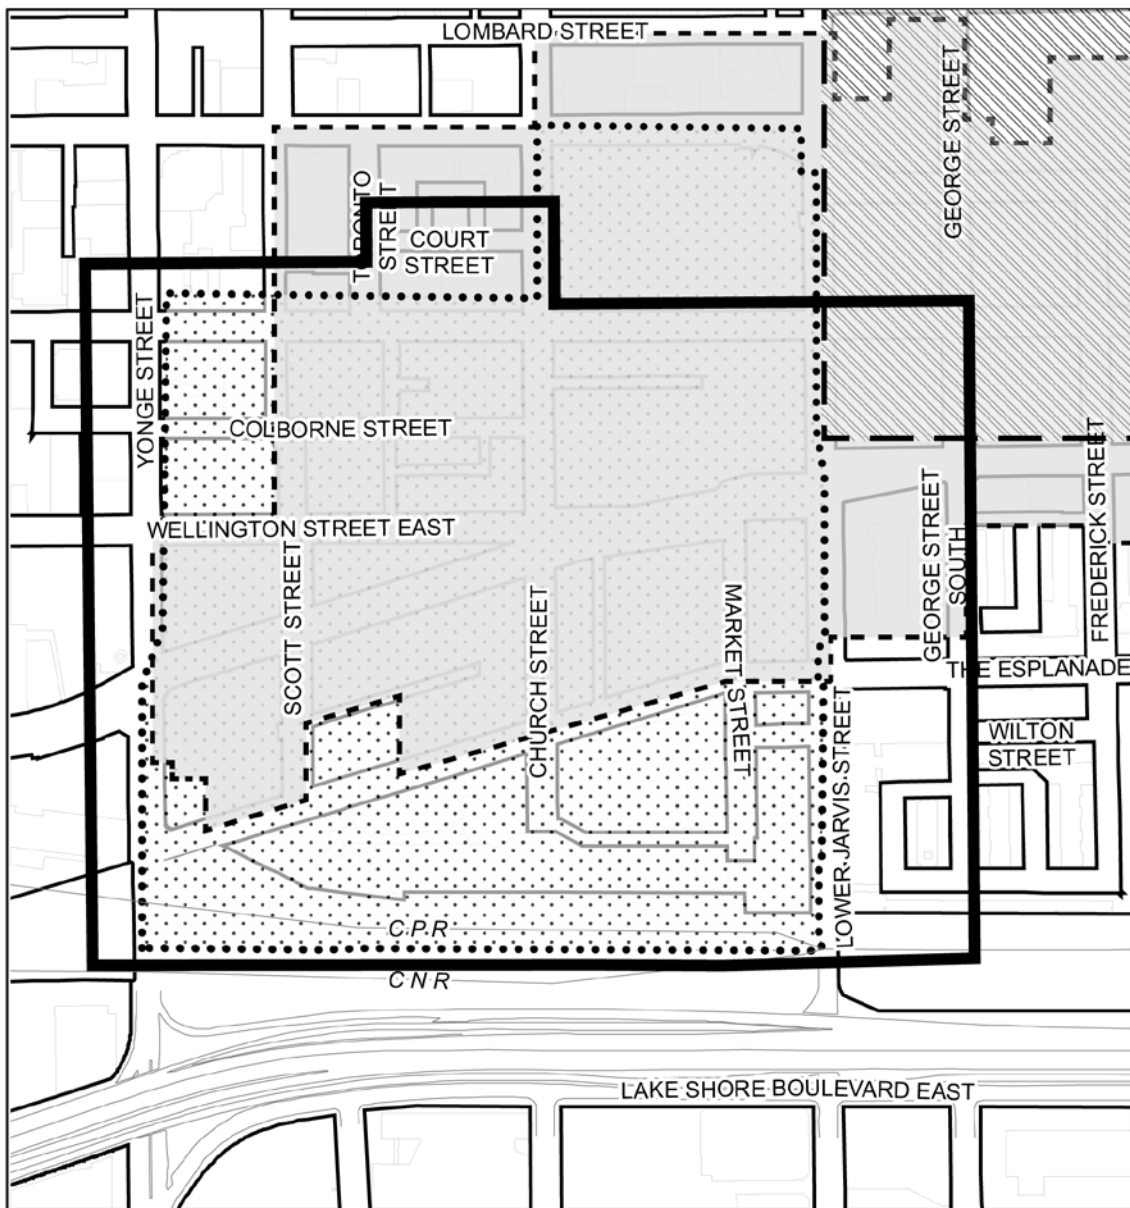 LOMBARD STREET
GEORGE STREET
TORONTO
STREET
COURT
STREET
YONGE STREET
COLBORNE STREET
WELLINGTON STREET EAST
SCOTT STREET
CHURCH STREET
MARKET STREET
GEORGE STREET
SOUTH
FREDERICK STREET
THE ESPLANADE
WILTON
STREET
LOWER JARVIS STREET
C P R
C N R
LAKE SHORE BOULEVARD EAST